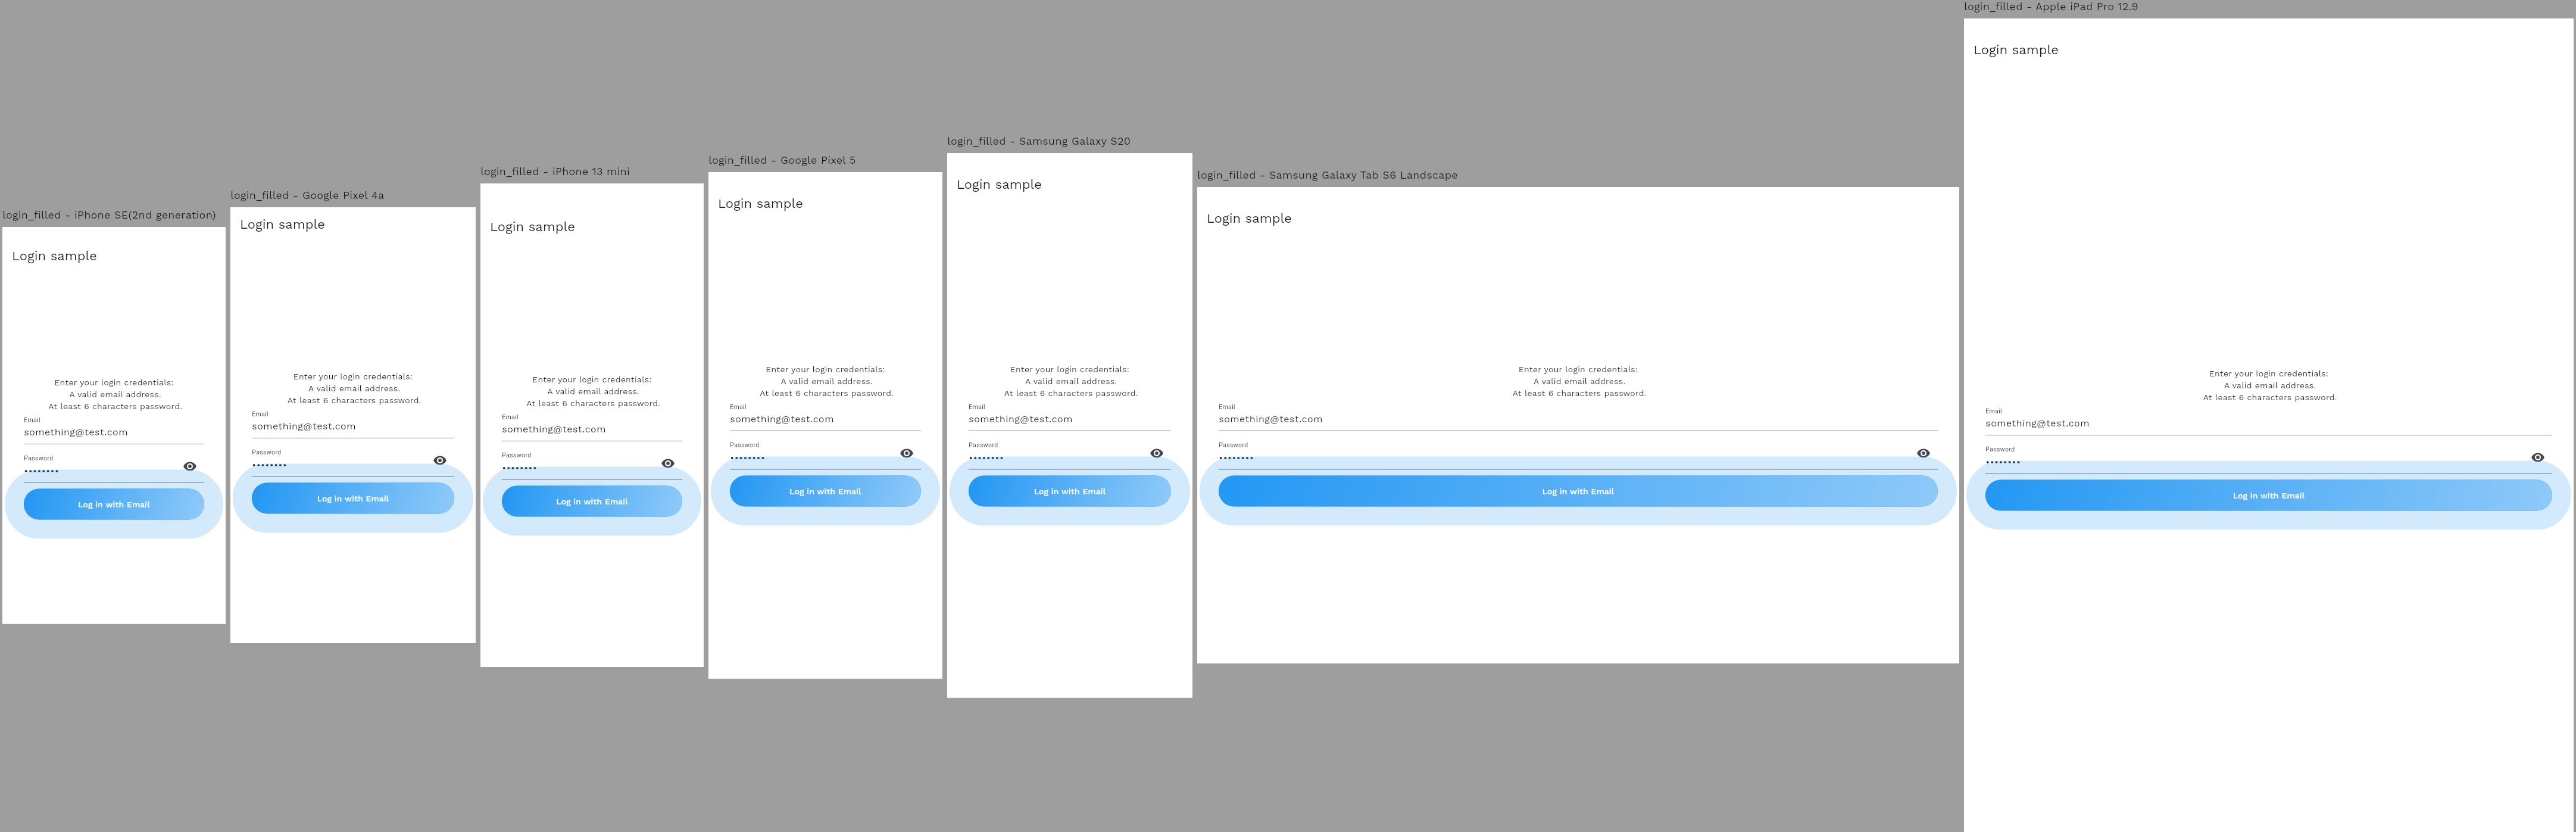 login_filled - iPhone SE(2nd generation)
Login sample
Enter your login credentials:
A valid email address.
At least 6 characters password.
Email
something@test.com
Password
••••••••
Log in with Email
login_filled - Google Pixel 4a
Login sample
Enter your login credentials:
A valid email address.
At least 6 characters password.
Email
something@test.com
Password
••••••••
Log in with Email
login_filled - iPhone 13 mini
Login sample
Enter your login credentials:
A valid email address.
At least 6 characters password.
Email
something@test.com
Password
••••••••
Log in with Email
login_filled - Google Pixel 5
Login sample
Enter your login credentials:
A valid email address.
At least 6 characters password.
Email
something@test.com
Password
••••••••
Log in with Email
login_filled - Samsung Galaxy S20
Login sample
Enter your login credentials:
A valid email address.
At least 6 characters password.
Email
something@test.com
Password
••••••••
Log in with Email
login_filled - Samsung Galaxy Tab S6 Landscape
Login sample
Enter your login credentials:
A valid email address.
At least 6 characters password.
Email
something@test.com
Password
••••••••
Log in with Email
login_filled - Apple iPad Pro 12.9
Login sample
Enter your login credentials:
A valid email address.
At least 6 characters password.
Email
something@test.com
Password
••••••••
Log in with Email